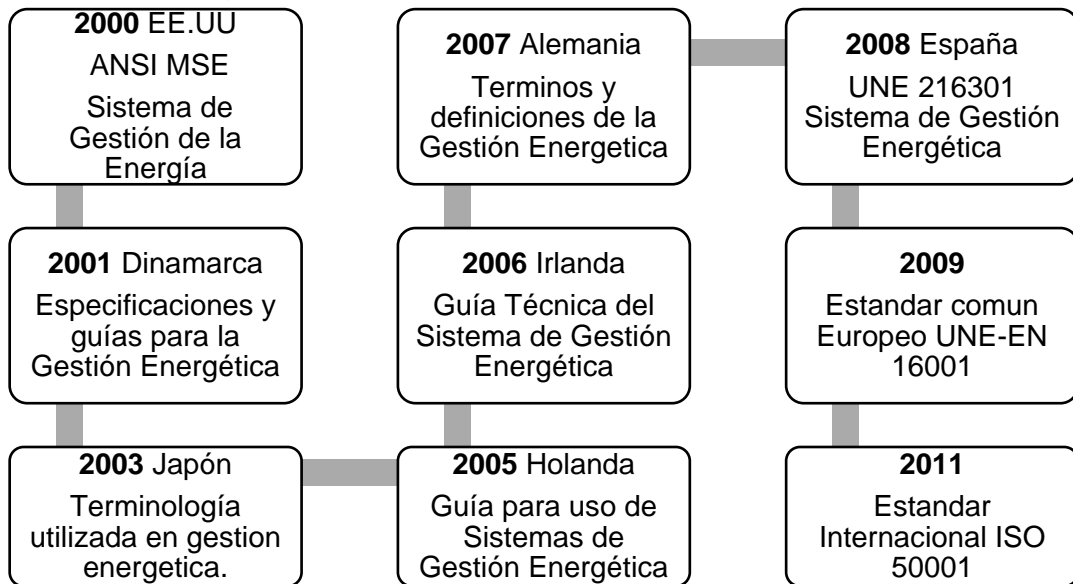 2000 EE.UU
ANSI MSE
Sistema de
Gestión de la
Energía
2001 Dinamarca
Especificaciones y
guías para la
Gestión Energética
2003 Japón
Terminología
utilizada en gestion
energetica.
2005 Holanda
Guía para uso de
Sistemas de
Gestión Energética
2006 Irlanda
Guía Técnica del
Sistema de Gestión
Energética
2007 Alemania
Terminos y
definiciones de la
Gestión Energetica
2008 España
UNE 216301
Sistema de Gestión
Energética
2009
Estandar comun
Europeo UNE-EN
16001
2011
Estandar
Internacional ISO
50001